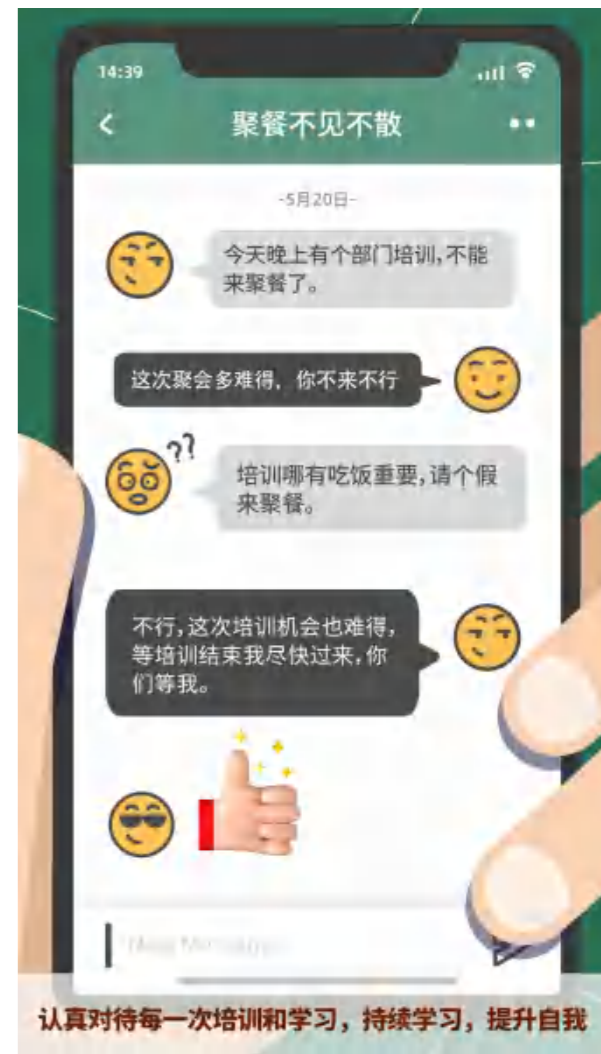 14:39
聚餐不见不散
-5月20日-
今天晚上有个部门培训,不能
来聚餐了。
这次聚会多难得，你不来不行
??
培训哪有吃饭重要,请个假
来聚餐。
不行,这次培训机会也难得,
等培训结束我尽快过来,你
们等我。
认真对待每一次培训和学习，持续学习，提升自我